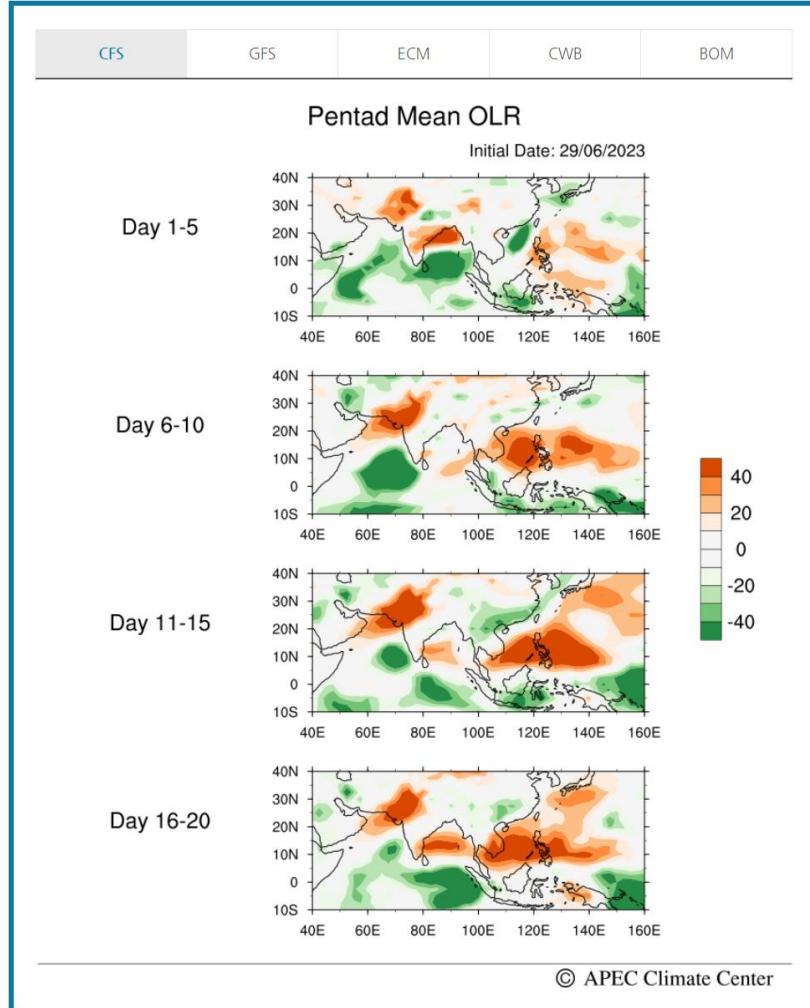 CFS GFS ECM CWB BOM
Pentad Mean OLR
Initial Date: 29/06/2023
Day 1-5
40N
30N
20N
10N
0
10S
40E 60E 80E 100E 120E 140E 160E
Day 6-10
40N
30N
20N
10N
0
10S
40E 60E 80E 100E 120E 140E 160E
40
20
0
-20
-40
Day 11-15
40N
30N
20N
10N
0
10S
40E 60E 80E 100E 120E 140E 160E
Day 16-20
40N
30N
20N
10N
0
10S
40E 60E 80E 100E 120E 140E 160E
© APEC Climate Center